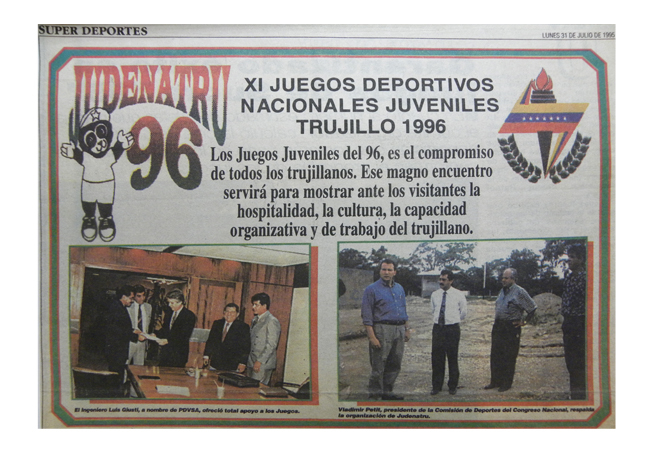 SUPER DEPORTES
LUNES 31 DE JULIO DE 1995
JUDENATRU
96
XI JUEGOS DEPORTIVOS
NACIONALES JUVENILES
TRUJILLO 1996
Los Juegos Juveniles del 96, es el compromiso
de todos los trujillanos. Ese magno encuentro
servirá para mostrar ante los visitantes la
hospitalidad, la cultura, la capacidad
organizativa y de trabajo del trujillano.
El ingeniero Luis Giusti, a nombre de PDVSA, ofreció total apoyo a los Juegos.
Vladimir Petit, presidente de la Comisión de Deportes del Congreso Nacional, respalda
la organización de Judenatru.